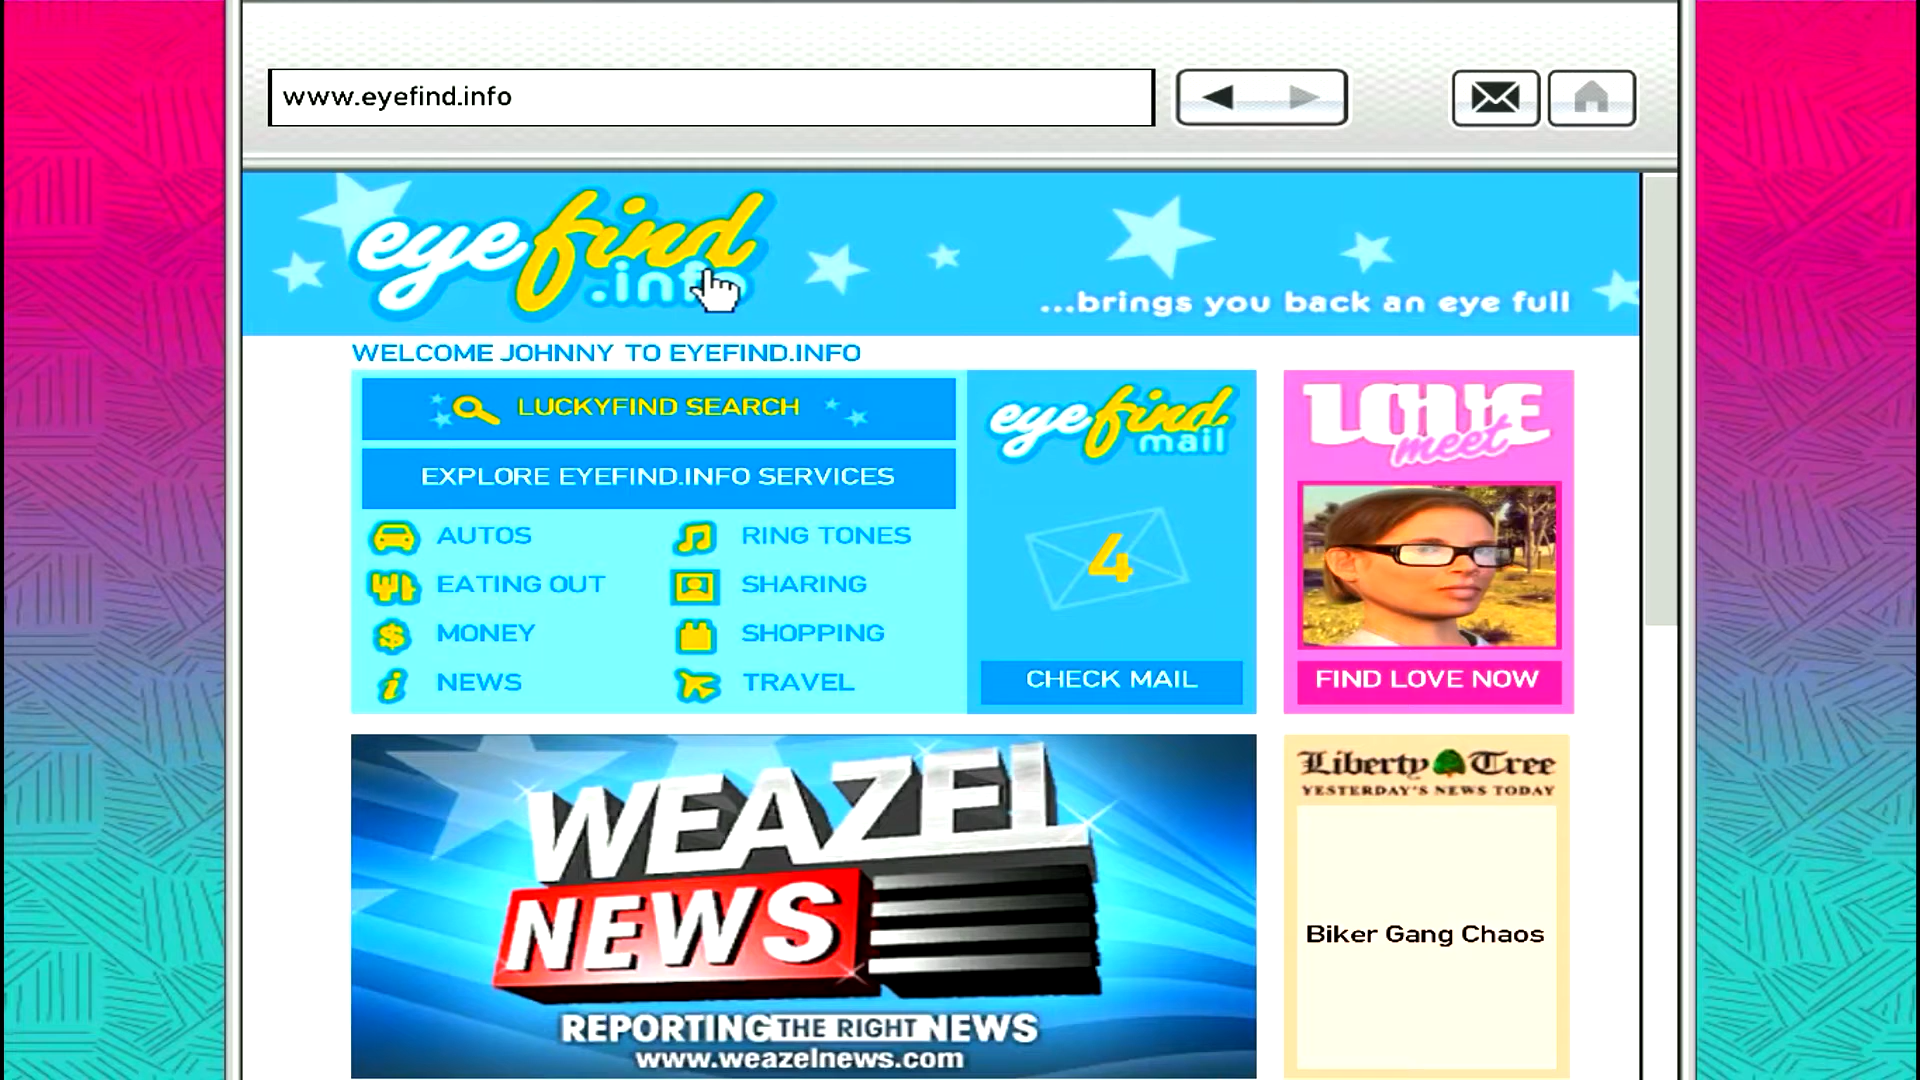 www.eyefind.info
eyefind
.info
...brings you back an eye full
WELCOME JOHNNY TO EYEFIND.INFO
LUCKYFIND SEARCH
EXPLORE EYEFIND.INFO SERVICES
AUTOS
RING TONES
EATING OUT
SHARING
MONEY
SHOPPING
NEWS
TRAVEL
eyefind
mail
4
CHECK MAIL
LOVE
meet
FIND LOVE NOW
WEAZEL
NEWS
REPORTING THE RIGHT NEWS
www.weazelnews.com
Liberty Tree
YESTERDAY'S NEWS TODAY
Biker Gang Chaos